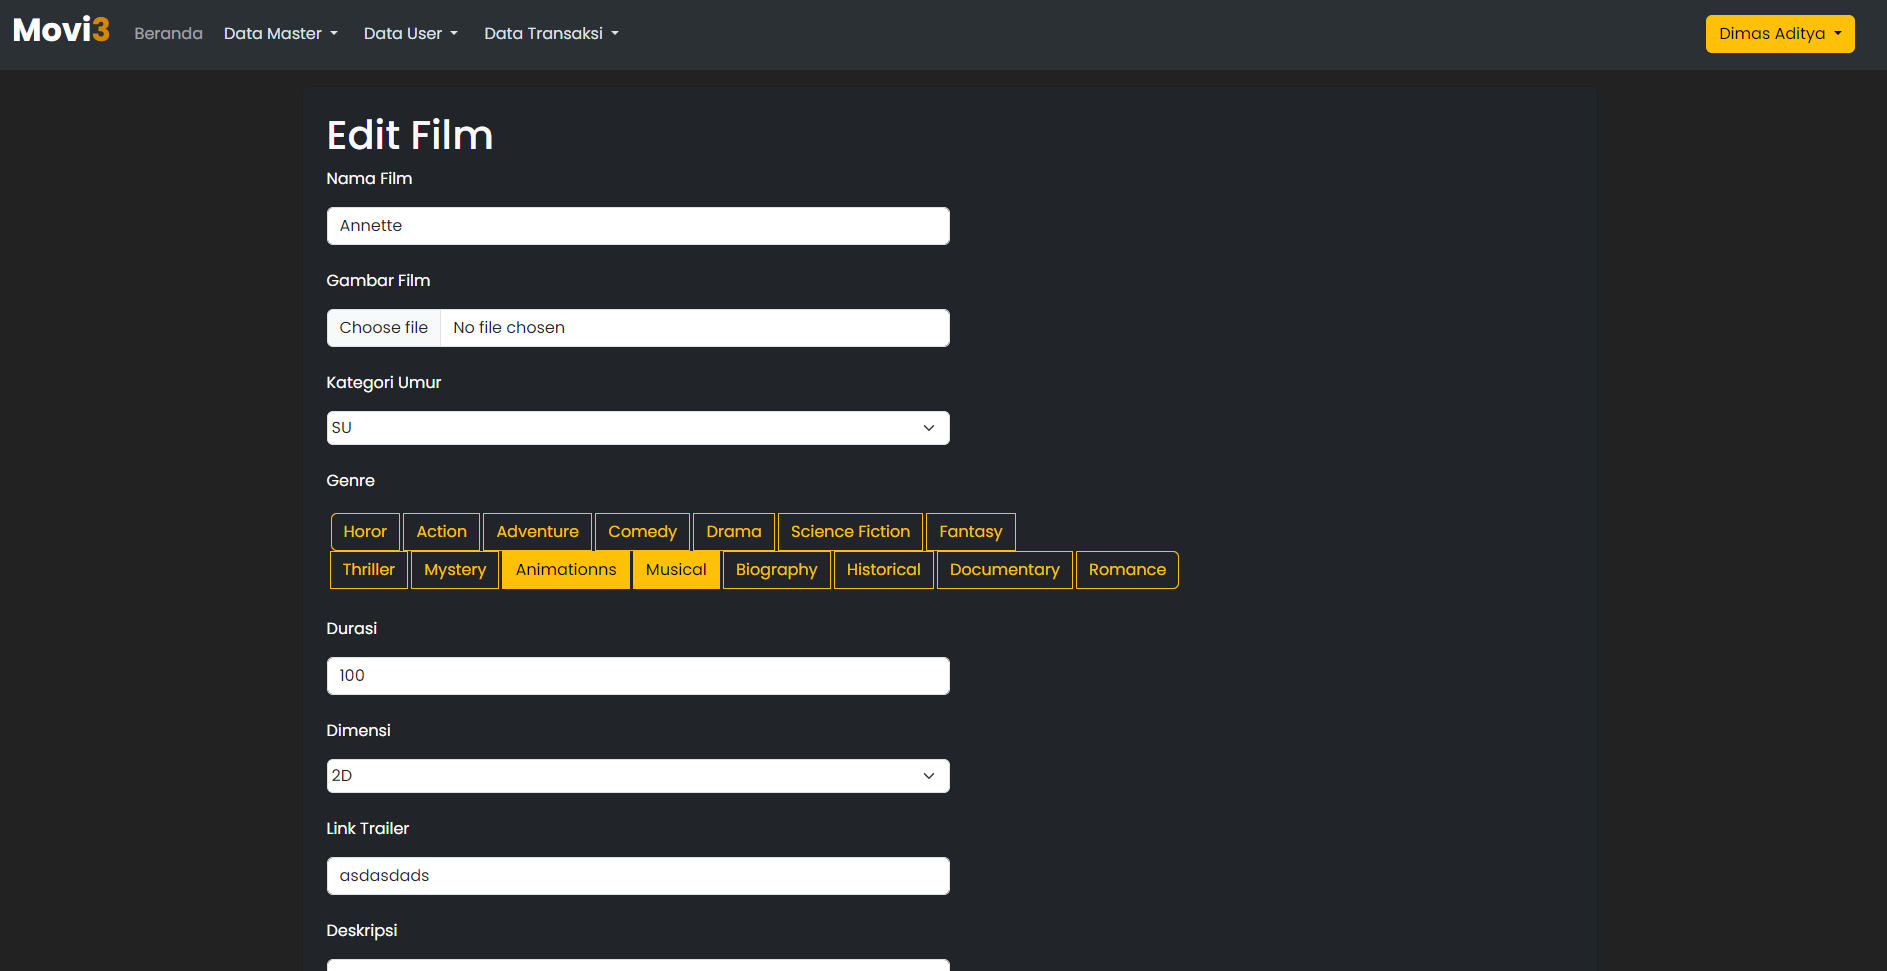 Movi3 Beranda Data Master Data User Data Transaksi Dimas Aditya
Edit Film
Nama Film
Annette
Gambar Film
Choose file No file chosen
Kategori Umur
SU
Genre
Horor Action Adventure Comedy Drama Science Fiction Fantasy
Thriller Mystery Animationns Musical Biography Historical Documentary Romance
Durasi
100
Dimensi
2D
Link Trailer
asdasdads
Deskripsi